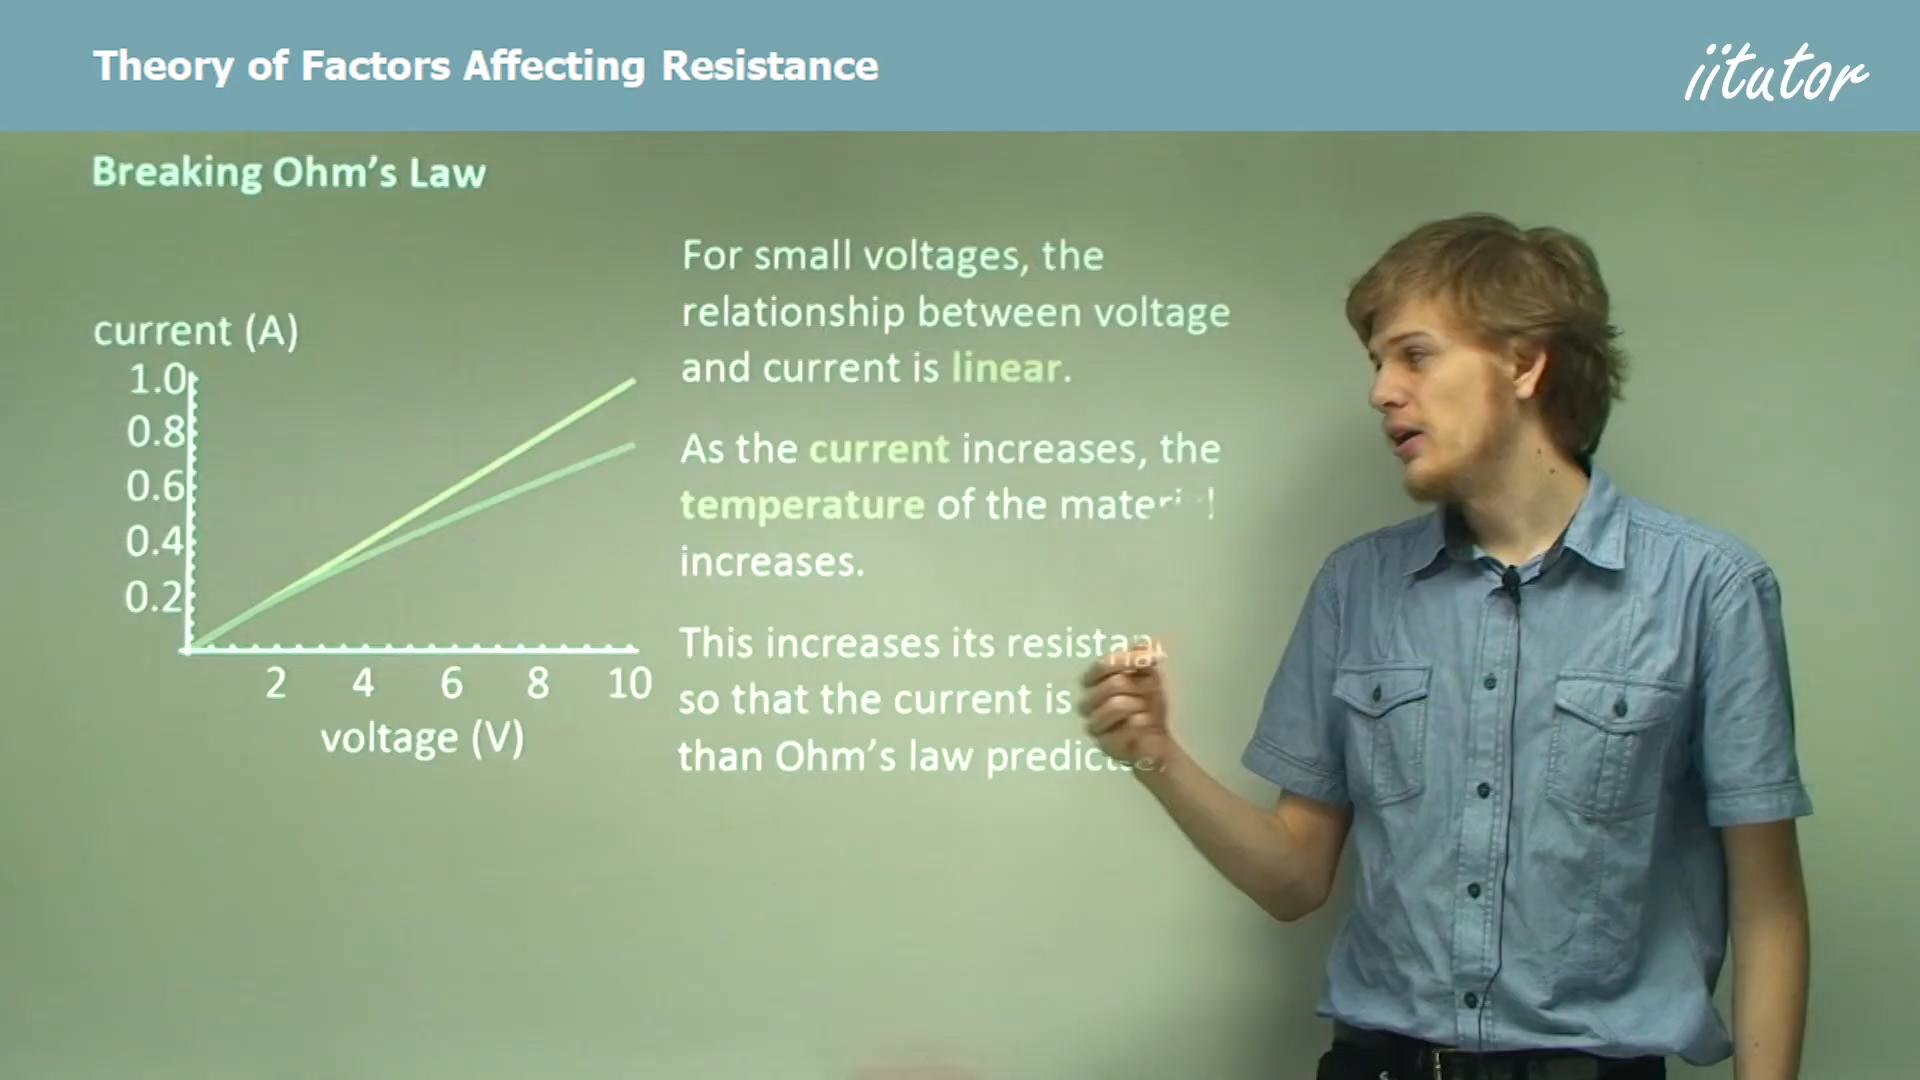 Theory of Factors Affecting Resistance
iitutor
Breaking Ohm's Law
For small voltages, the
relationship between voltage
and current is linear.
As the current increases, the
temperature of the material
increases.
This increases its
so that the current is
than Ohm's law
current (A)
1.0
0.8
0.6
0.4
0.2
2 4 6 8 10
voltage (V)